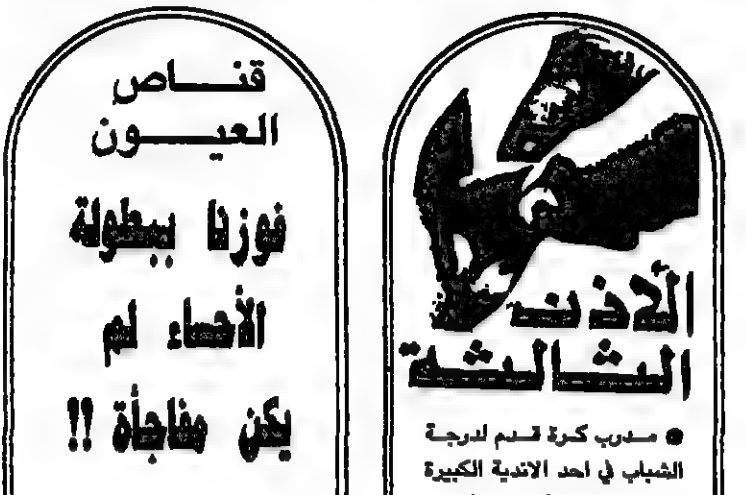 الأذن
الثالثة
● مدرب كرة قدم لدرجة
الشباب في احد الاندية الكبيرة
قناص
العيون
فوزنا ببطولة
الأحساء لم
يكن مفاجأة !!